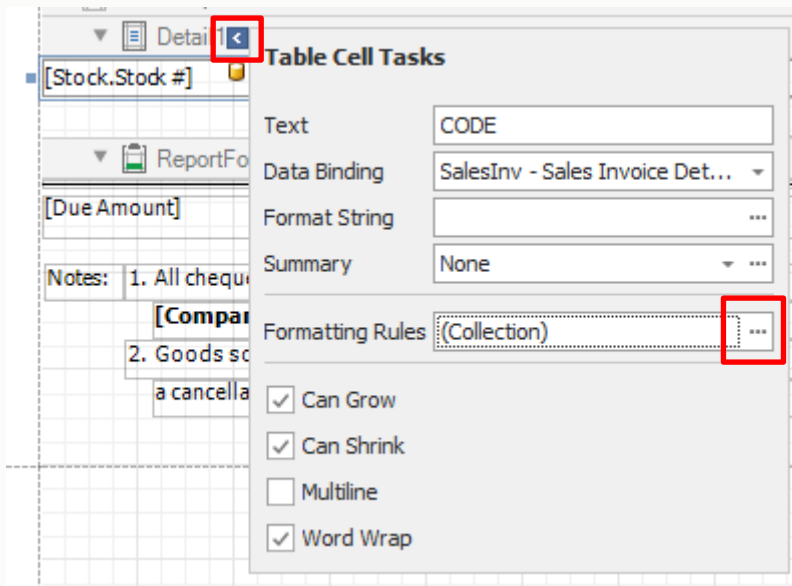 Detail1
Table Cell Tasks
[Stock.Stock #]
Text
CODE
ReportFo
Data Binding
SalesInv - Sales Invoice Det...
[Due Amount]
Format String
Summary
None
Notes:
1. All chequ
[Compar
Formatting Rules
(Collection)
2. Goods so
a cancella
Can Grow
Can Shrink
Multiline
Word Wrap